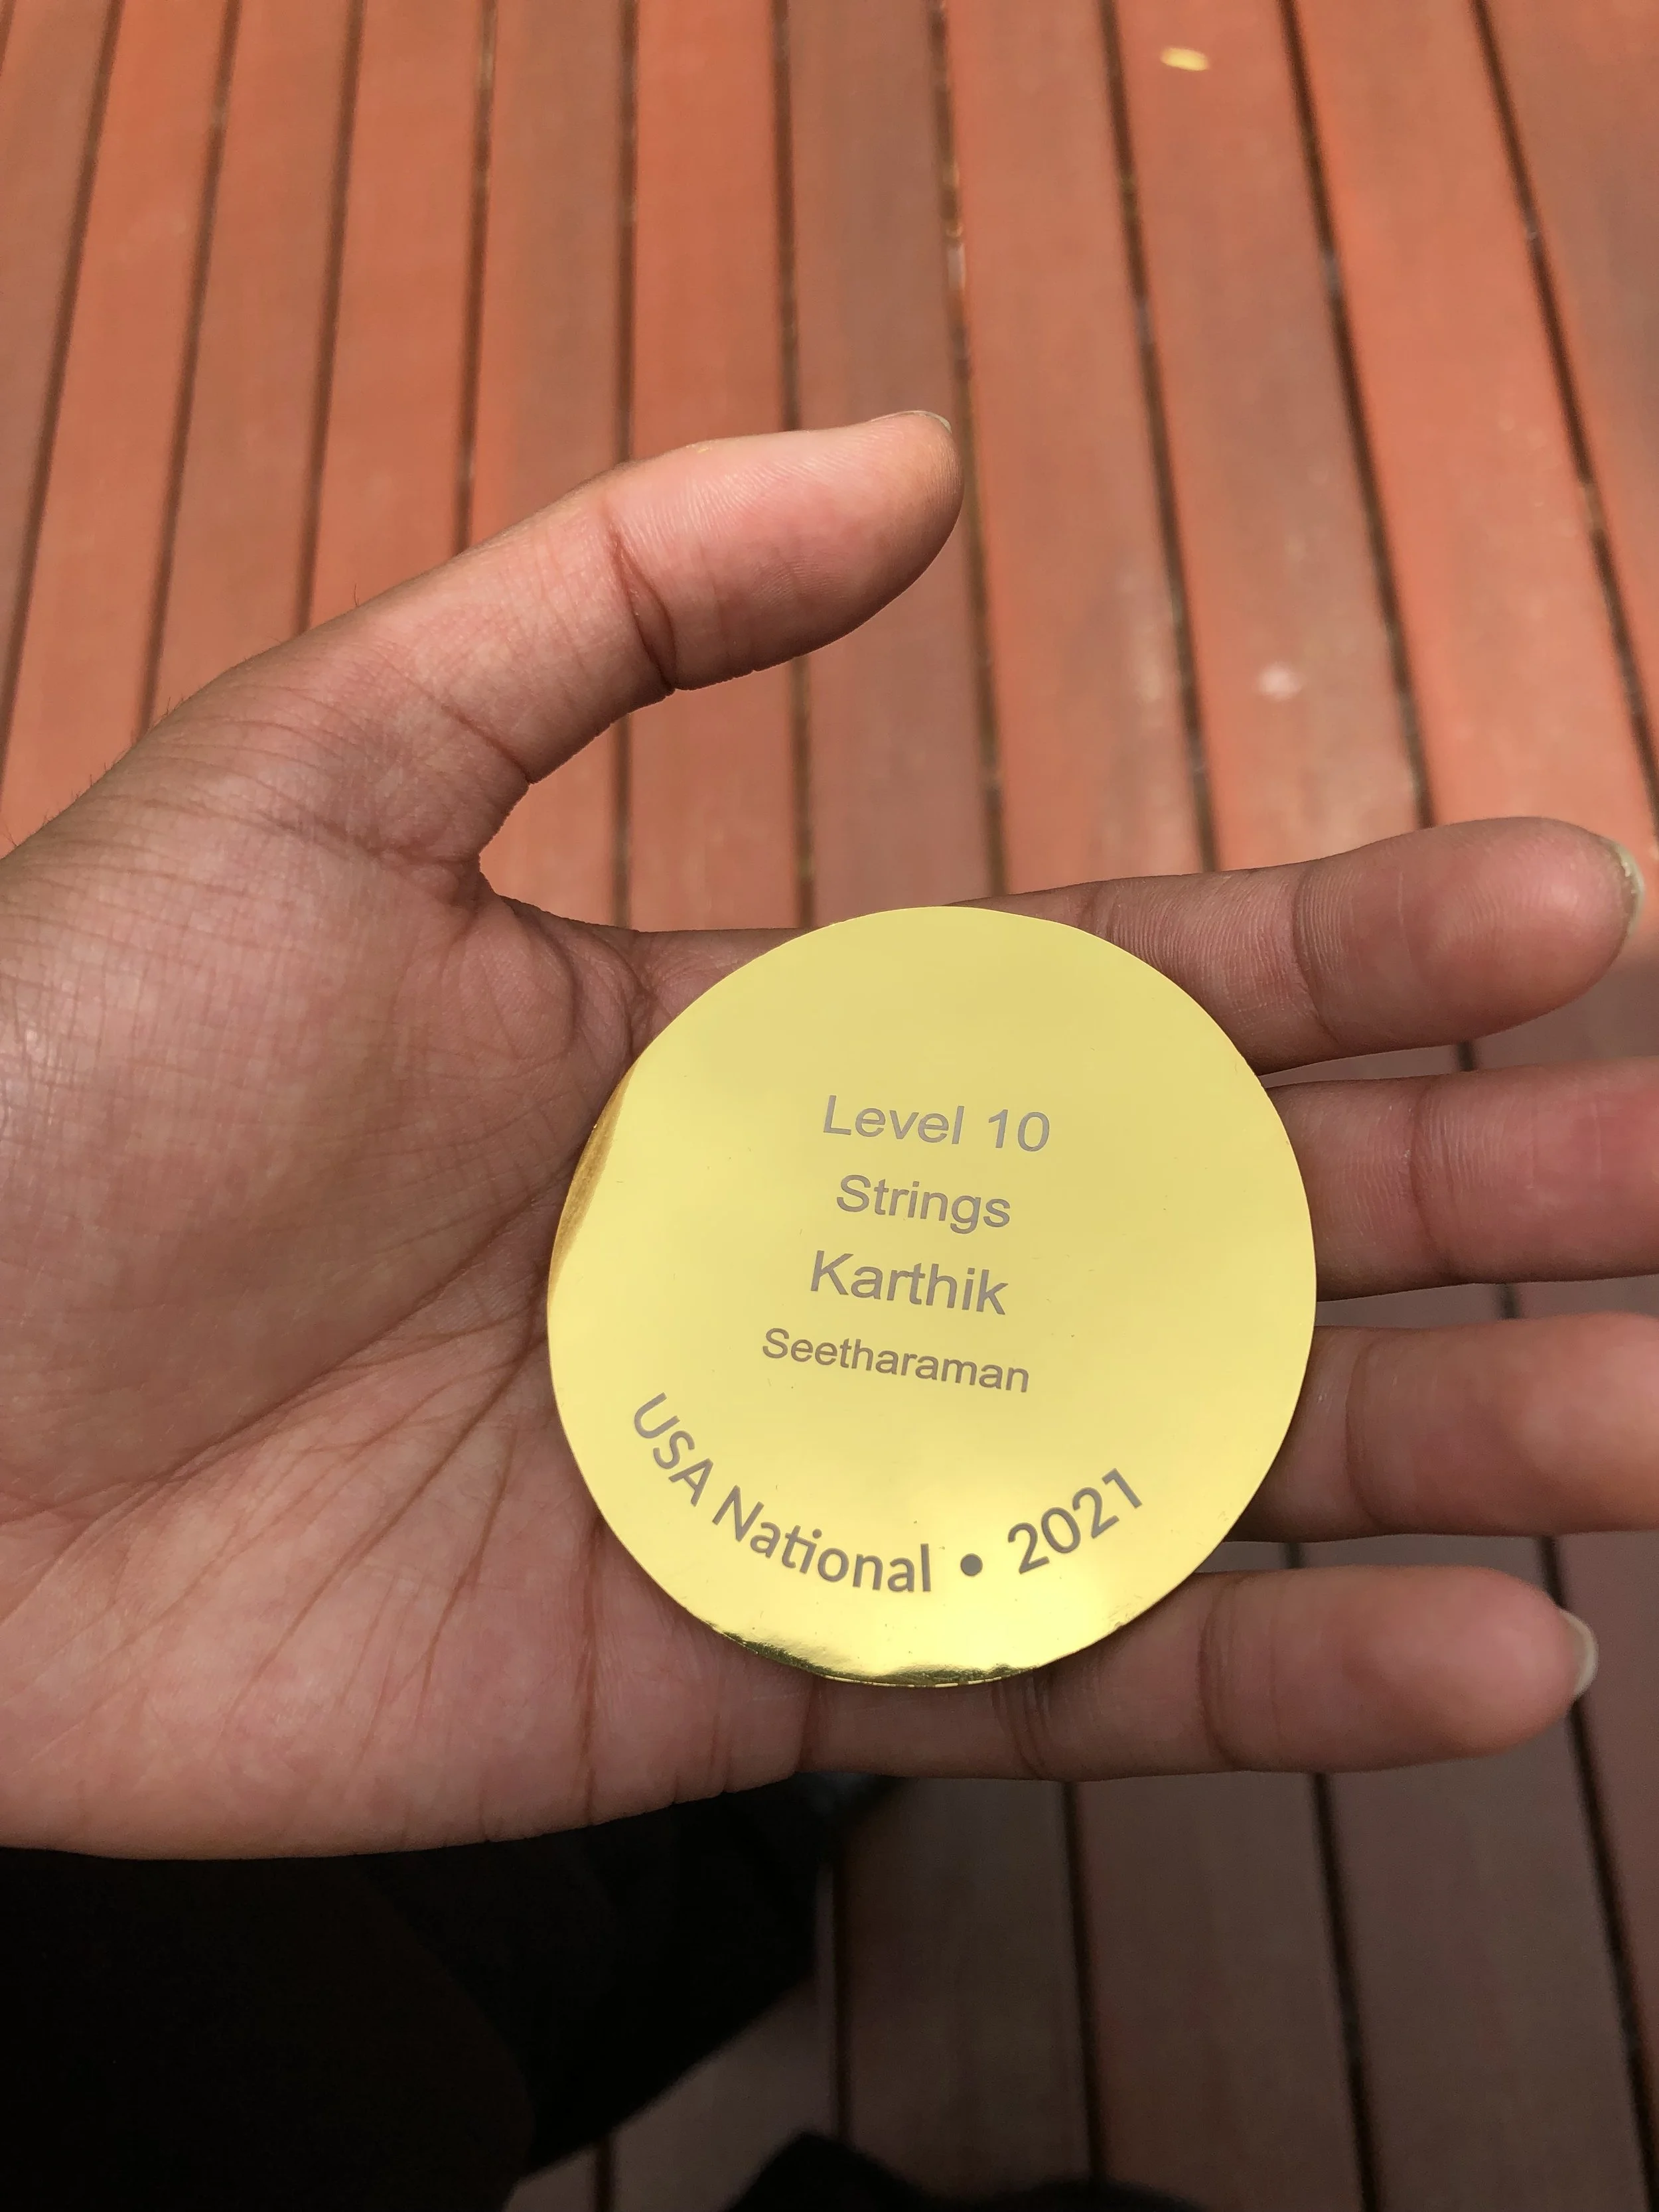 Level 10
Strings
Karthik
Seetharaman
USA National • 2021